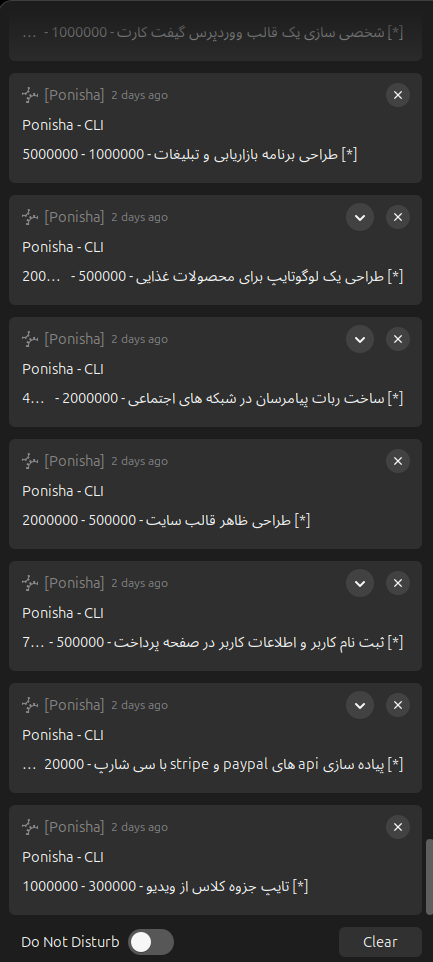 [*] شخصی سازی یک قالب ووردپرس گیفت کارت - 1000000 - ...
[Ponisha] 2 days ago
Ponisha - CLI
[*] طراحی برنامه بازاریابی و تبلیغات - 1000000 - 5000000
[Ponisha] 2 days ago
Ponisha - CLI
[*] طراحی یک لوگوتایپ برای محصولات غذایی - 500000 - 200...
[Ponisha] 2 days ago
Ponisha - CLI
[*] ساخت ربات پیامرسان در شبکه های اجتماعی - 2000000 - 4...
[Ponisha] 2 days ago
Ponisha - CLI
[*] طراحی ظاهر قالب سایت - 500000 - 2000000
[Ponisha] 2 days ago
Ponisha - CLI
[*] ثبت نام کاربر و اطلاعات کاربر در صفحه پرداخت - 500000 - 7...
[Ponisha] 2 days ago
Ponisha - CLI
[*] پیاده سازی api های paypal و stripe با سی شارپ - 20000 ...
[Ponisha] 2 days ago
Ponisha - CLI
[*] تایپ جزوه کلاس از ویدیو - 300000 - 1000000
Do Not Disturb Clear